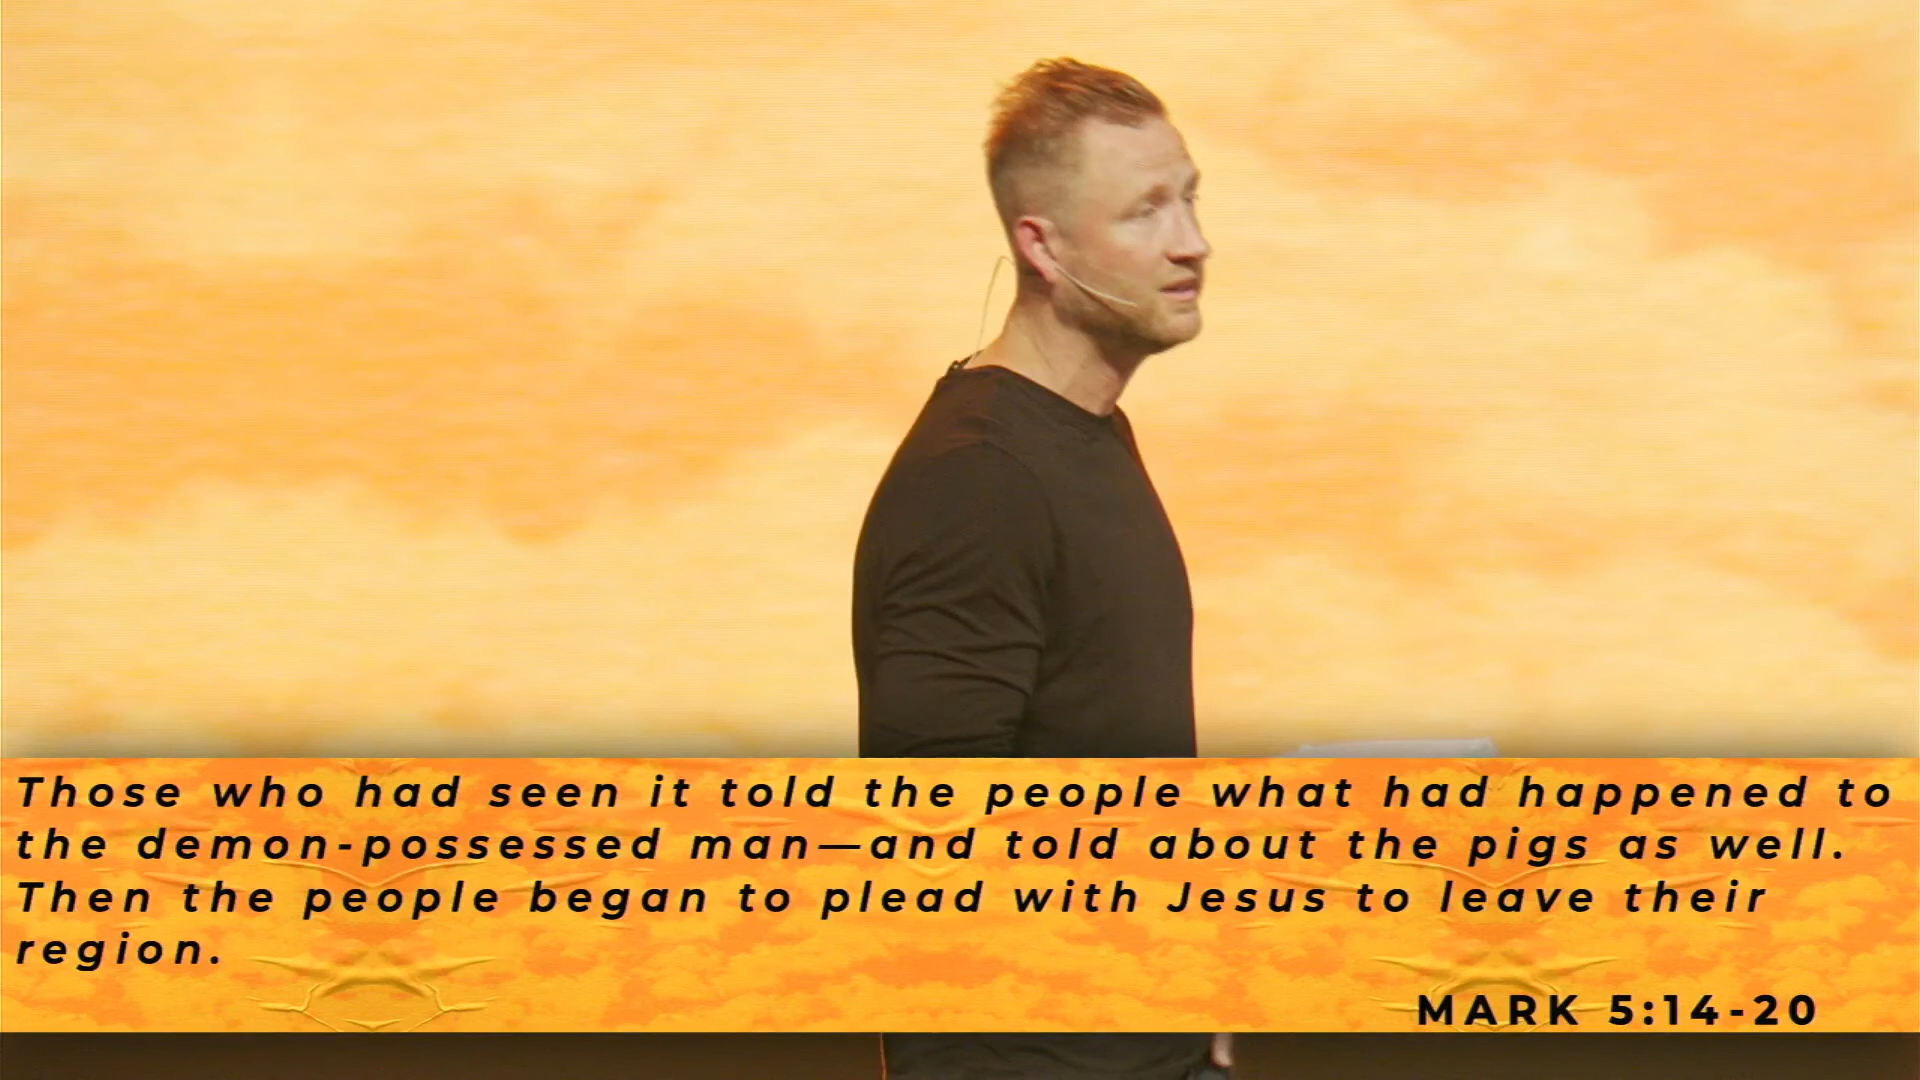 Those who had seen it told the people what had happened to
the demon-possessed man—and told about the pigs as well.
Then the people began to plead with Jesus to leave their
region.
MARK 5:14-20